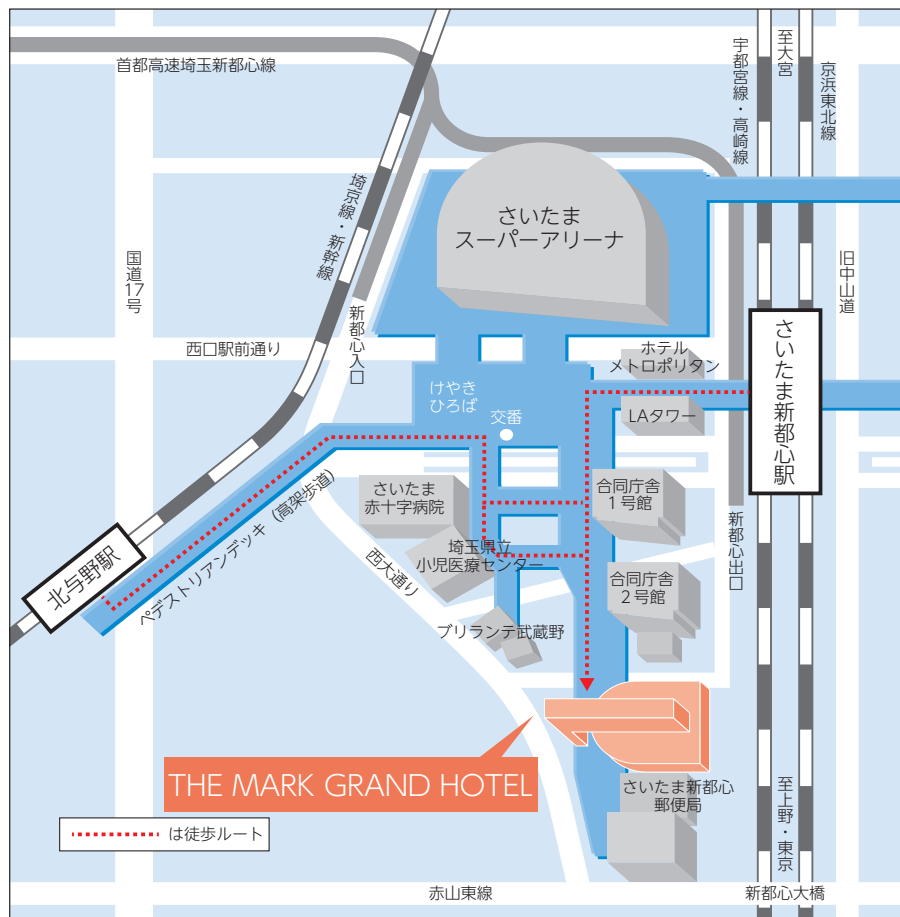 首都高速埼玉新都心線
宇都宮線・高崎線
至大宮
京浜東北線
埼京線・新幹線
さいたま
スーパーアリーナ
国道17号
旧中山道
新都心入口
西口駅前通り
ホテル
メトロポリタン
さいたま新都心駅
けやき
ひろば
交番
LAタワー
さいたま
赤十字病院
合同庁舎
1号館
新都心出口
ペデストリアンデッキ（高架歩道）
北与野駅
埼玉県立
小児医療センター
西大通り
合同庁舎
2号館
ブリランテ武蔵野
THE MARK GRAND HOTEL
さいたま新都心
郵便局
至上野・東京
は徒歩ルート
赤山東線
新都心大橋